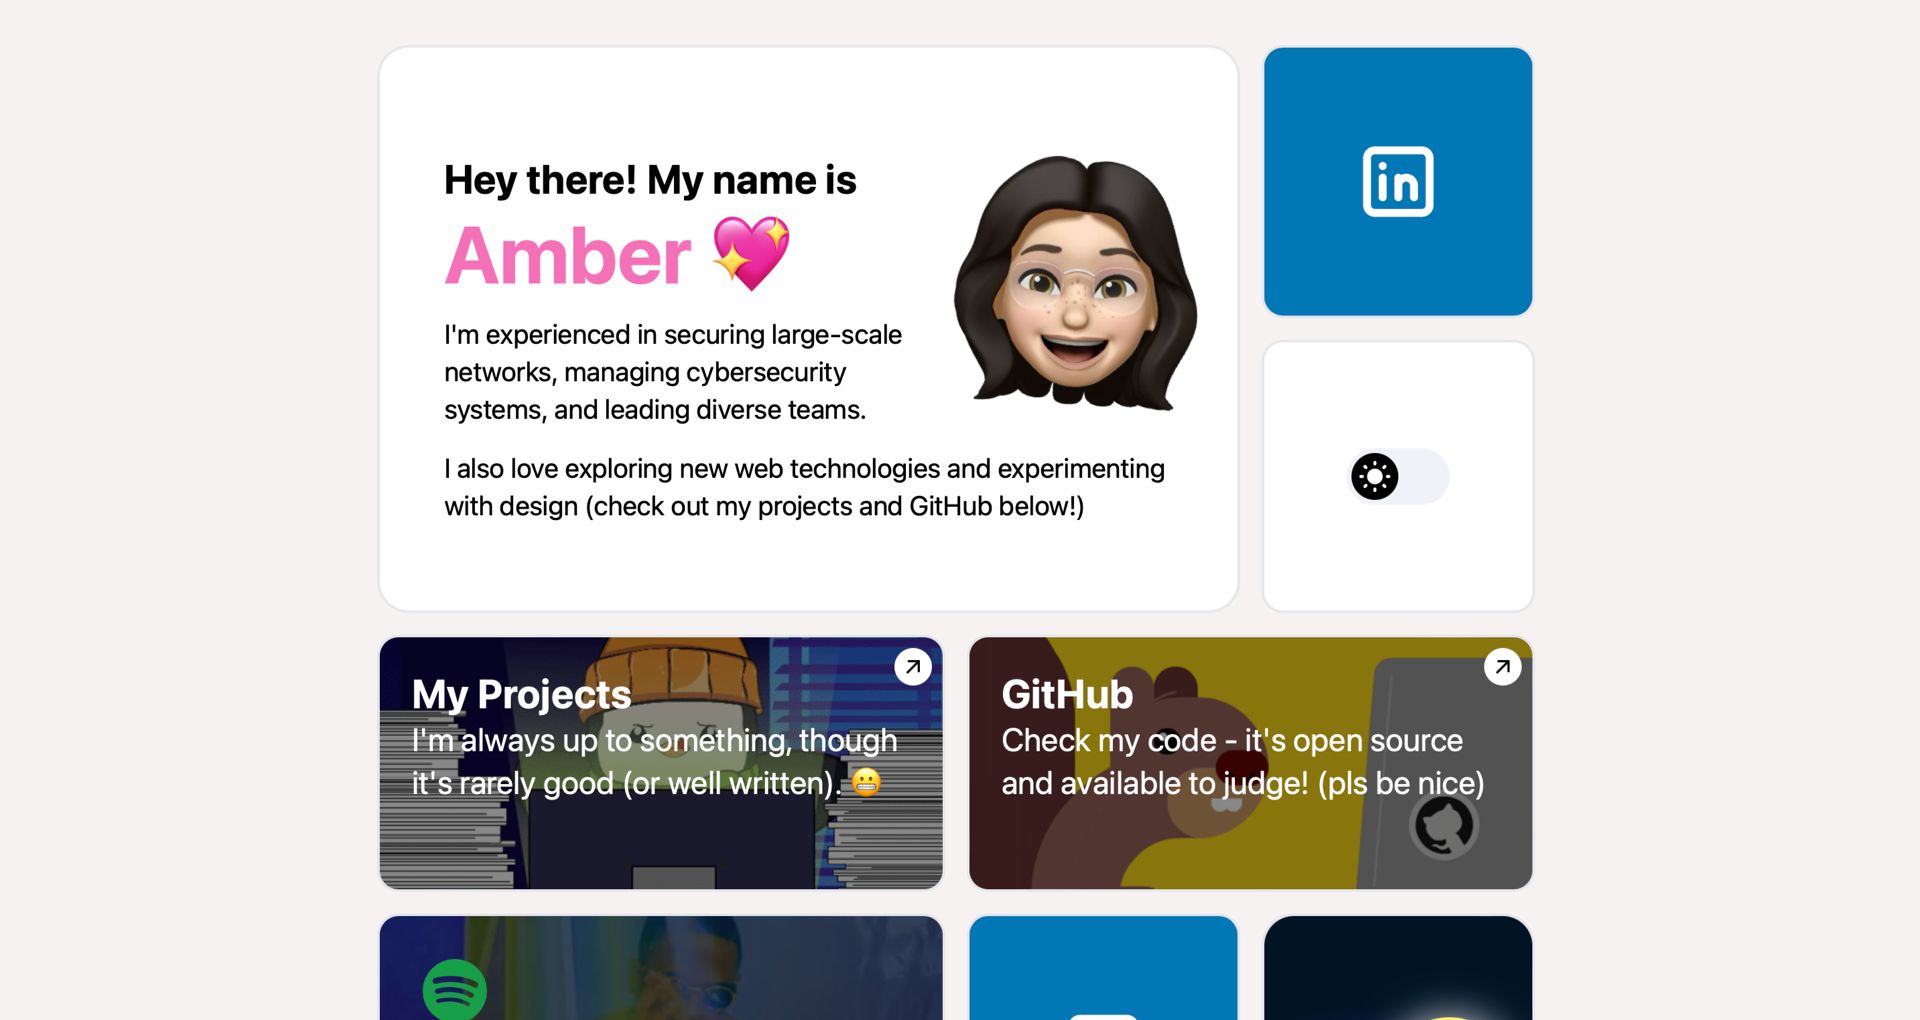 Hey there! My name is
Amber 💖
I'm experienced in securing large-scale
networks, managing cybersecurity
systems, and leading diverse teams.
I also love exploring new web technologies and experimenting
with design (check out my projects and GitHub below!)
in
My Projects
I'm always up to something, though
it's rarely good (or well written). 😬
GitHub
Check my code - it's open source
and available to judge! (pls be nice)